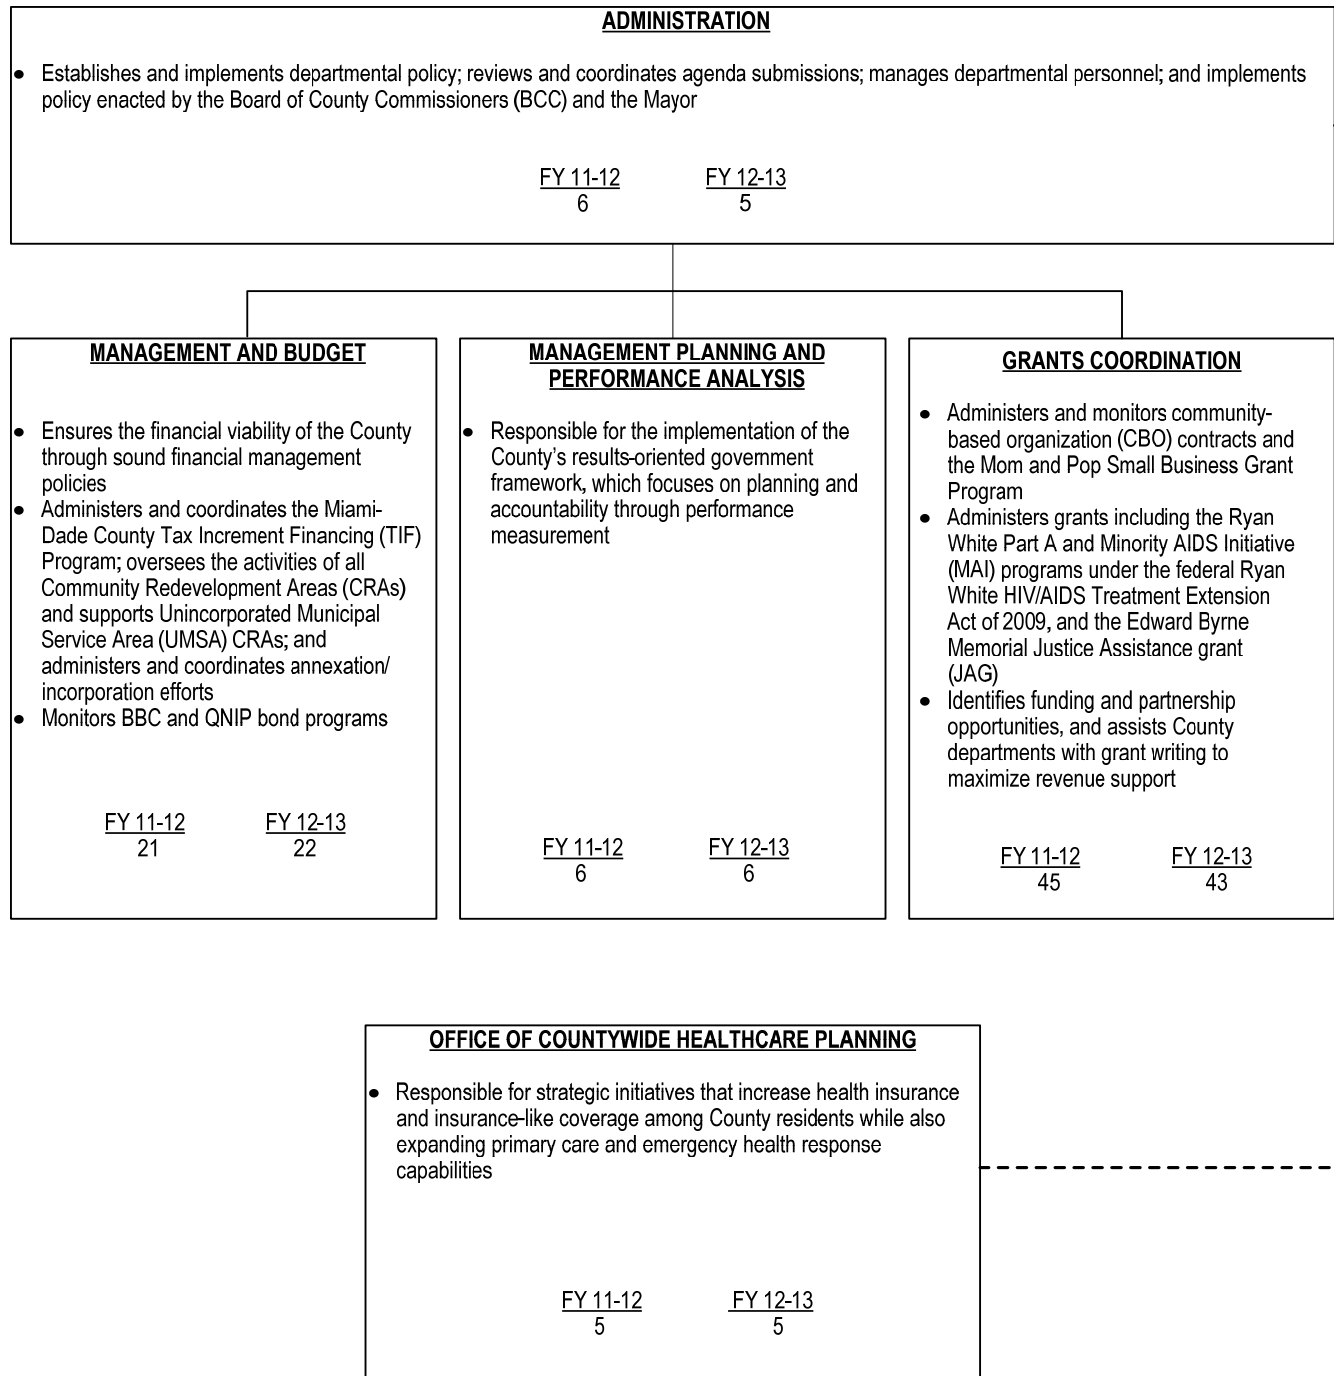 ADMINISTRATION
• Establishes and implements departmental policy; reviews and coordinates agenda submissions; manages departmental personnel; and implements
policy enacted by the Board of County Commissioners (BCC) and the Mayor
FY 11-12 FY 12-13
6 5
MANAGEMENT AND BUDGET
• Ensures the financial viability of the County
through sound financial management
policies
• Administers and coordinates the Miami-
Dade County Tax Increment Financing (TIF)
Program; oversees the activities of all
Community Redevelopment Areas (CRAs)
and supports Unincorporated Municipal
Service Area (UMSA) CRAs; and
administers and coordinates annexation/
incorporation efforts
• Monitors BBC and QNIP bond programs
FY 11-12 FY 12-13
21 22
MANAGEMENT PLANNING AND
PERFORMANCE ANALYSIS
• Responsible for the implementation of the
County's results-oriented government
framework, which focuses on planning and
accountability through performance
measurement
FY 11-12 FY 12-13
6 6
GRANTS COORDINATION
• Administers and monitors community-
based organization (CBO) contracts and
the Mom and Pop Small Business Grant
Program
• Administers grants including the Ryan
White Part A and Minority AIDS Initiative
(MAI) programs under the federal Ryan
White HIV/AIDS Treatment Extension
Act of 2009, and the Edward Byrne
Memorial Justice Assistance grant
(JAG)
• Identifies funding and partnership
opportunities, and assists County
departments with grant writing to
maximize revenue support
FY 11-12 FY 12-13
45 43
OFFICE OF COUNTYWIDE HEALTHCARE PLANNING
• Responsible for strategic initiatives that increase health insurance
and insurance-like coverage among County residents while also
expanding primary care and emergency health response
capabilities
FY 11-12 FY 12-13
5 5